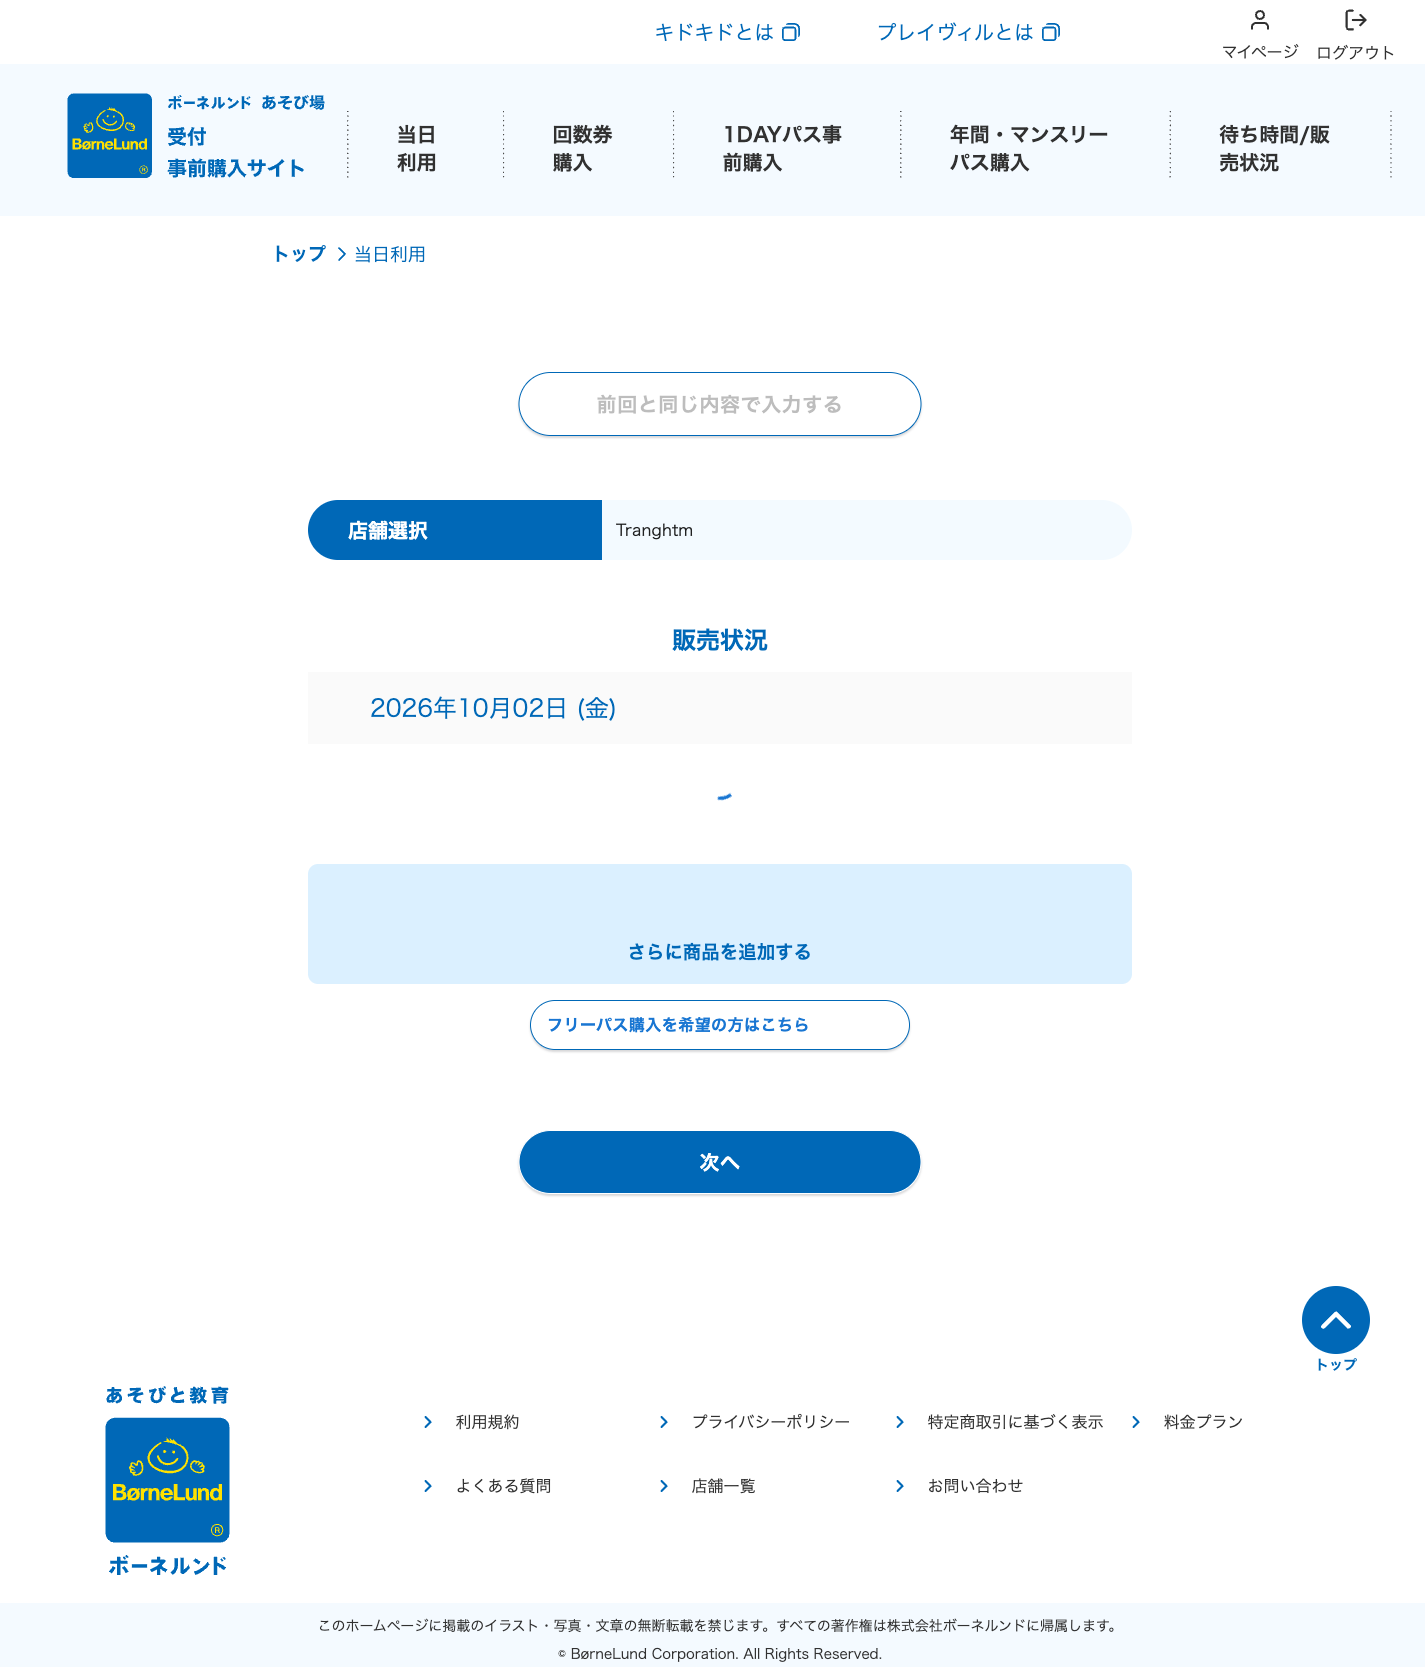 キドキドとは
プレイヴィルとは
マイページ
ログアウト
BørneLund
®
ボーネルンド あそび場
受付
事前購入サイト
当日
利用
回数券
購入
1DAYパス事
前購入
年間・マンスリー
パス購入
待ち時間/販
売状況
トップ
当日利用
前回と同じ内容で入力する
店舗選択
Tranghtm
販売状況
2026年10月02日 (金)
さらに商品を追加する
フリーパス購入を希望の方はこちら
次へ
トップ
あそびと教育
BørneLund
®
ボーネルンド
利用規約
プライバシーポリシー
特定商取引に基づく表示
料金プラン
よくある質問
店舗一覧
お問い合わせ
このホームページに掲載のイラスト・写真・文章の無断転載を禁じます。すべての著作権は株式会社ボーネルンドに帰属します。
© BørneLund Corporation. All Rights Reserved.